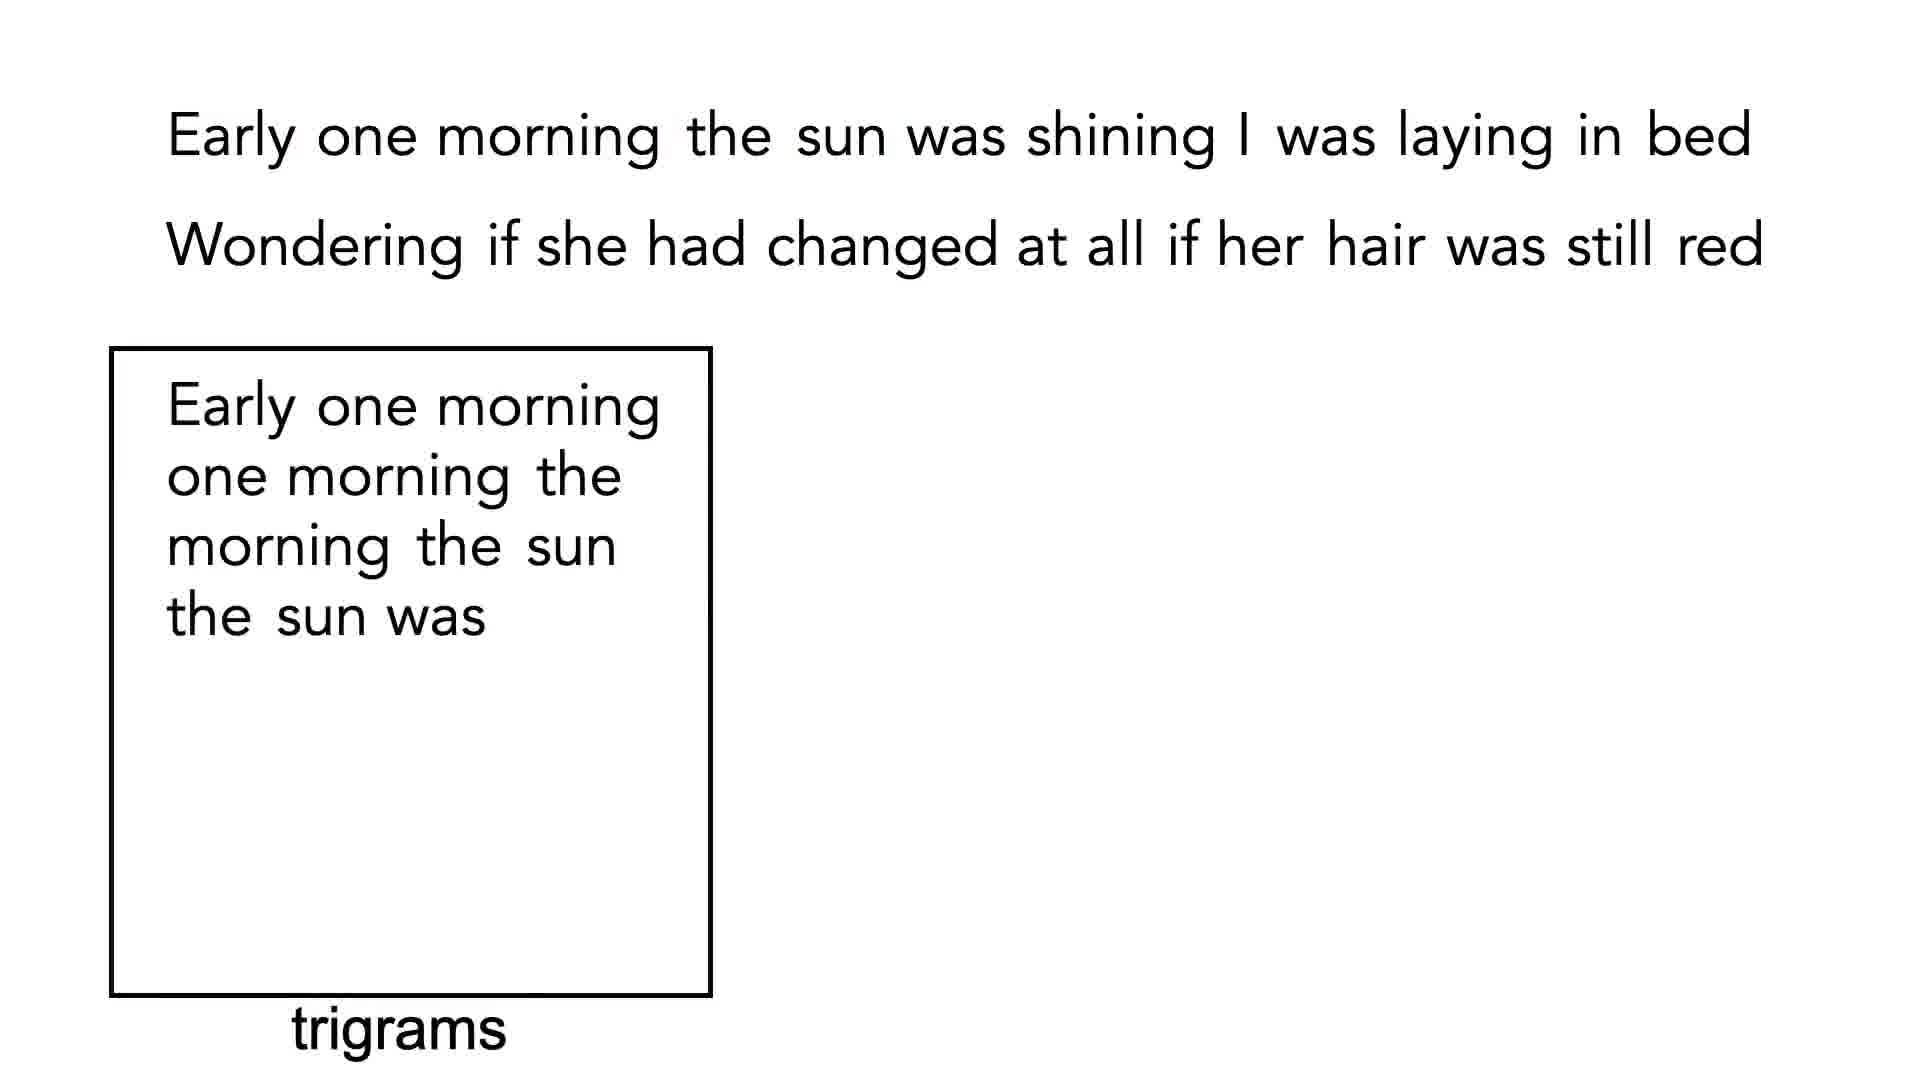 Early one morning the sun was shining I was laying in bed
Wondering if she had changed at all if her hair was still red
Early one morning
one morning the
morning the sun
the sun was
trigrams